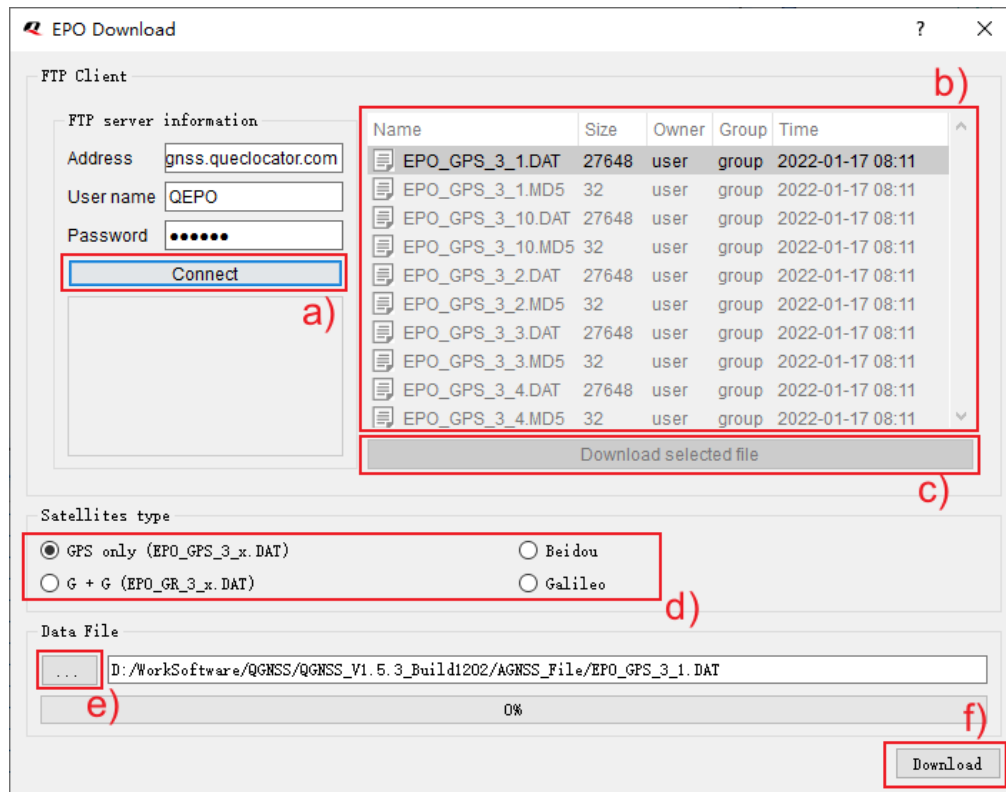 EPO Download
FTP Client
b)
FTP server information
Address gnss.queclocator.com
User name QEPO
Password ●●●●●●
Connect
a)
Name Size Owner Group Time
EPO_GPS_3_1.DAT 27648 user group 2022-01-17 08:11
EPO_GPS_3_1.MD5 32 user group 2022-01-17 08:11
EPO_GPS_3_10.DAT 27648 user group 2022-01-17 08:11
EPO_GPS_3_10.MD5 32 user group 2022-01-17 08:11
EPO_GPS_3_2.DAT 27648 user group 2022-01-17 08:11
EPO_GPS_3_2.MD5 32 user group 2022-01-17 08:11
EPO_GPS_3_3.DAT 27648 user group 2022-01-17 08:11
EPO_GPS_3_3.MD5 32 user group 2022-01-17 08:11
EPO_GPS_3_4.DAT 27648 user group 2022-01-17 08:11
EPO_GPS_3_4.MD5 32 user group 2022-01-17 08:11
Download selected file
c)
Satellites type
GPS only (EPO_GPS_3_x.DAT) Beidou
G + G (EPO_GR_3_x.DAT) Galileo
d)
Data File
... D:/WorkSoftware/QGNSS/QGNSS_V1.5.3_Build1202/AGNSS_File/EPO_GPS_3_1.DAT
e)
0%
f)
Download